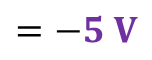 = −5 V